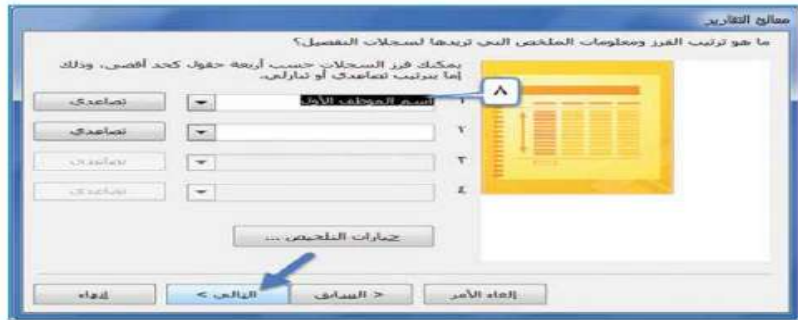 معالج التقارير
ما هو ترتيب الفرز ومعلومات الملخص التي تريدها لسجلات التفصيل؟
يمكنك فرز السجلات حسب أربعة حقول كحد أقصى، وذلك
إما بترتيب تصاعدي أو تنازلي.
٨
١ اسم الموظف الأول تصاعدي
٢ تصاعدي
٣ تصاعدي
٤ تصاعدي
خيارات التلخيص ...
إلغاء الأمر < السابق التالي > إنهاء